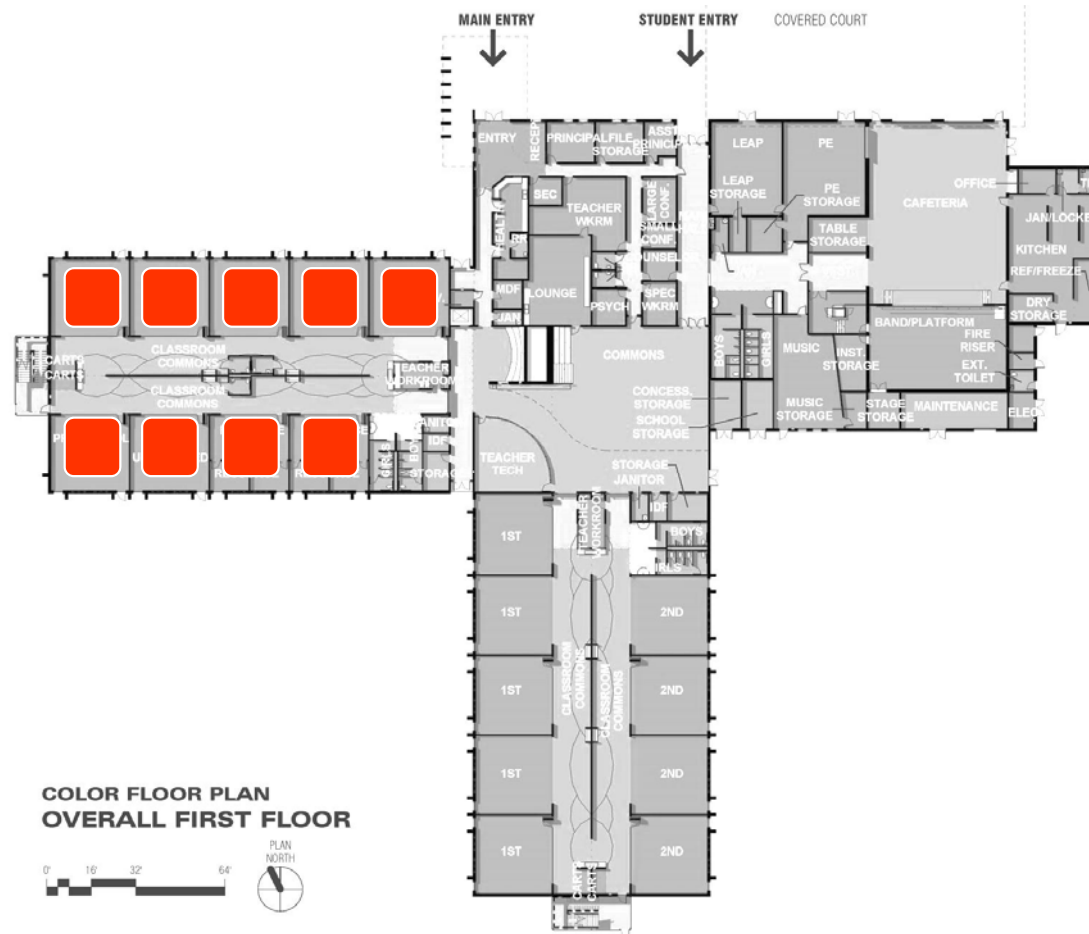 MAIN ENTRY
STUDENT ENTRY
COVERED COURT
ENTRY
RECEP
PRINCIPAL
FILE
STORAGE
ASST
PRINICIP
LEAP
PE
LEAP
STORAGE
PE
STORAGE
OFFICE
CAFETERIA
JAN/LOCKE
KITCHEN
REF/FREEZE
DRY
STORAGE
SEC
TEACHER
WKRM
LARGE
CONF.
SMALL
CONF.
TABLE
STORAGE
HEALTH
RR
COUNSELOR
MDF
LOUNGE
PSYCH
SPEC
WKRM
JAN
BAND/PLATFORM
FIRE
RISER
EXT.
TOILET
CLASSROOM
COMMONS
CARTS
CARTS
CLASSROOM
COMMONS
TEACHER
WORKROOM
COMMONS
BOYS
GIRLS
MUSIC
INST.
STORAGE
CONCESS.
STORAGE
SCHOOL
STORAGE
MUSIC
STORAGE
STAGE
STORAGE
MAINTENANCE
ELEC
GIRLS
IDF
STORAGE
TEACHER
TECH
STORAGE
JANITOR
TEACHER
WORKROOM
IDF
BOYS
GIRLS
1ST
1ST
2ND
CLASSROOM
COMMONS
CLASSROOM
COMMONS
1ST
2ND
1ST
2ND
1ST
2ND
CARTS
CARTS
COLOR FLOOR PLAN
OVERALL FIRST FLOOR
PLAN
NORTH
0' 16' 32' 64'